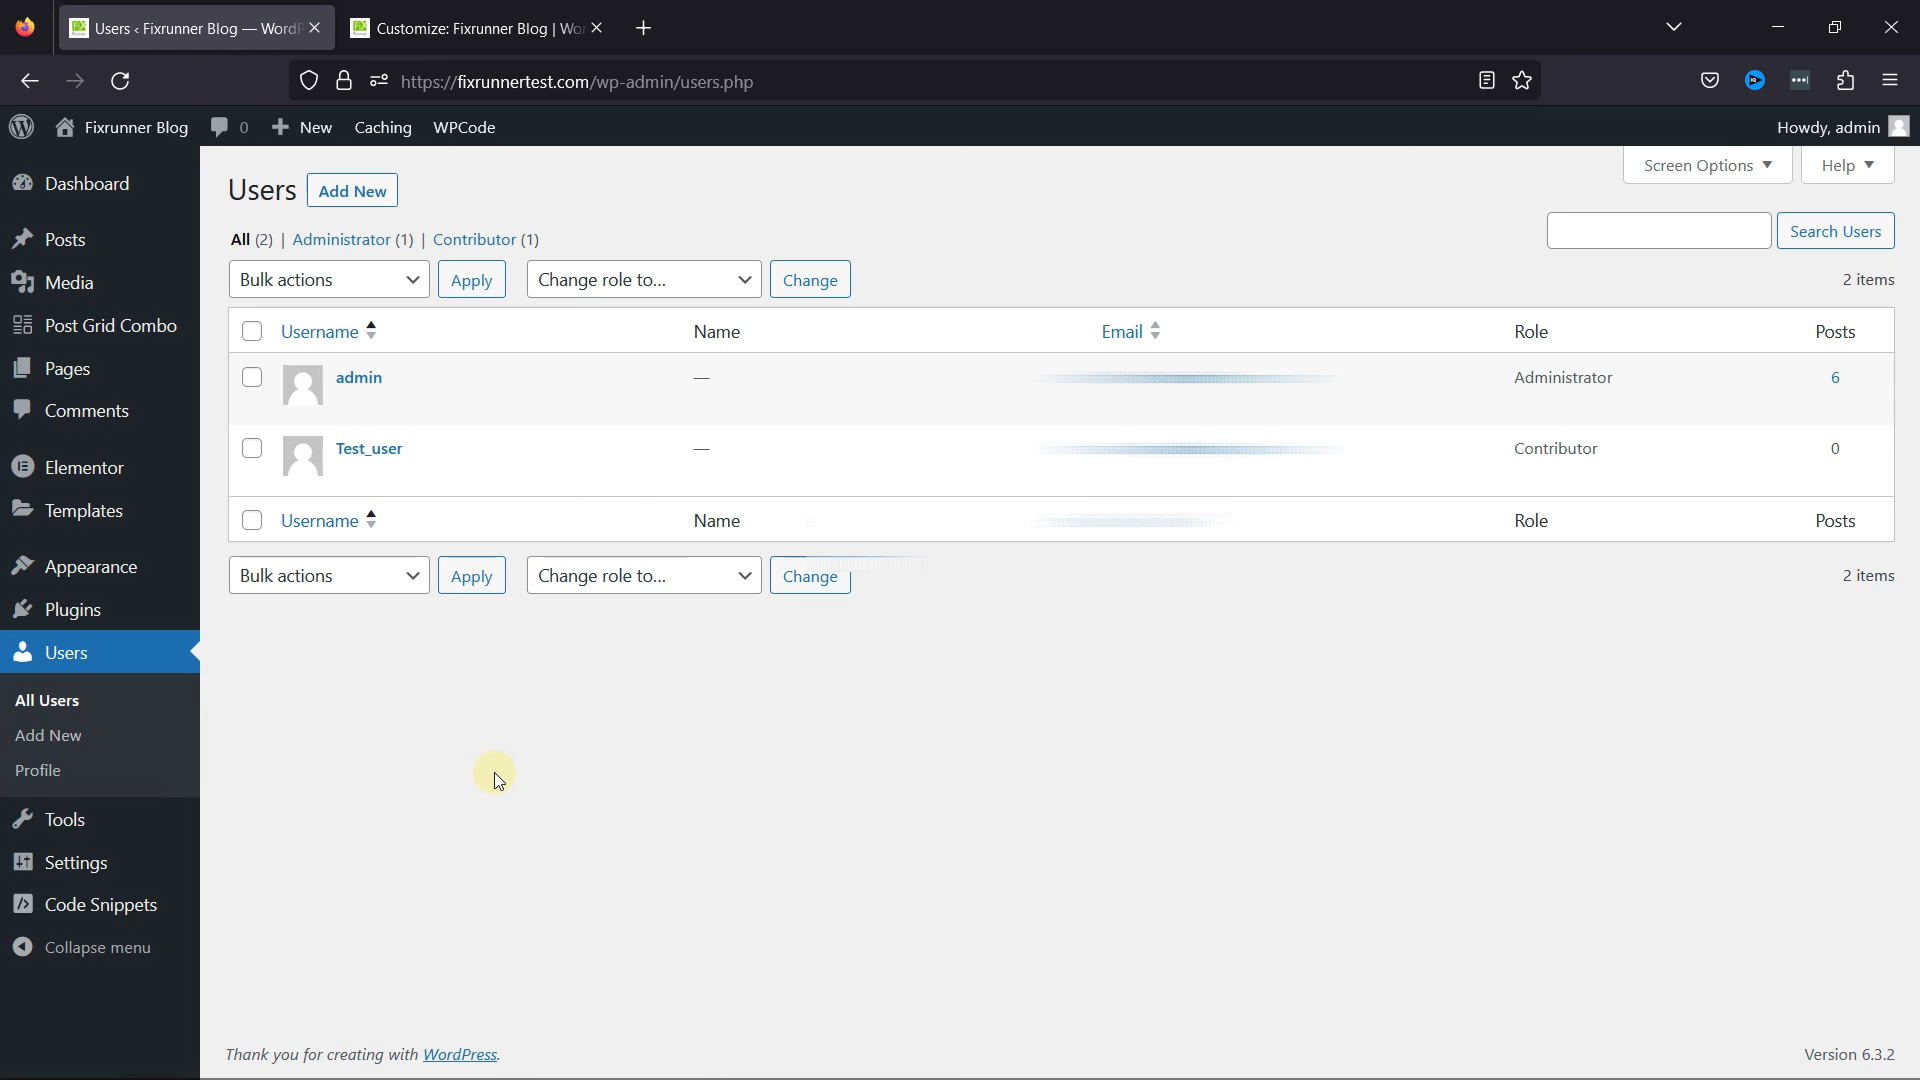 Users ‹ Fixrunner Blog — WordP
Customize: Fixrunner Blog | Wo
https://fixrunnertest.com/wp-admin/users.php
Fixrunner Blog 0 New Caching WPCode Howdy, admin
Dashboard
Posts
Media
Post Grid Combo
Pages
Comments
Elementor
Templates
Appearance
Plugins
Users
All Users
Add New
Profile
Tools
Settings
Code Snippets
Collapse menu
Screen Options Help
Users Add New
All (2) | Administrator (1) | Contributor (1)
Search Users
Bulk actions Apply Change role to... Change 2 items
Username Name Email Role Posts
admin — Administrator 6
Test_user — Contributor 0
Username Name Role Posts
Bulk actions Apply Change role to... Change 2 items
Thank you for creating with WordPress. Version 6.3.2